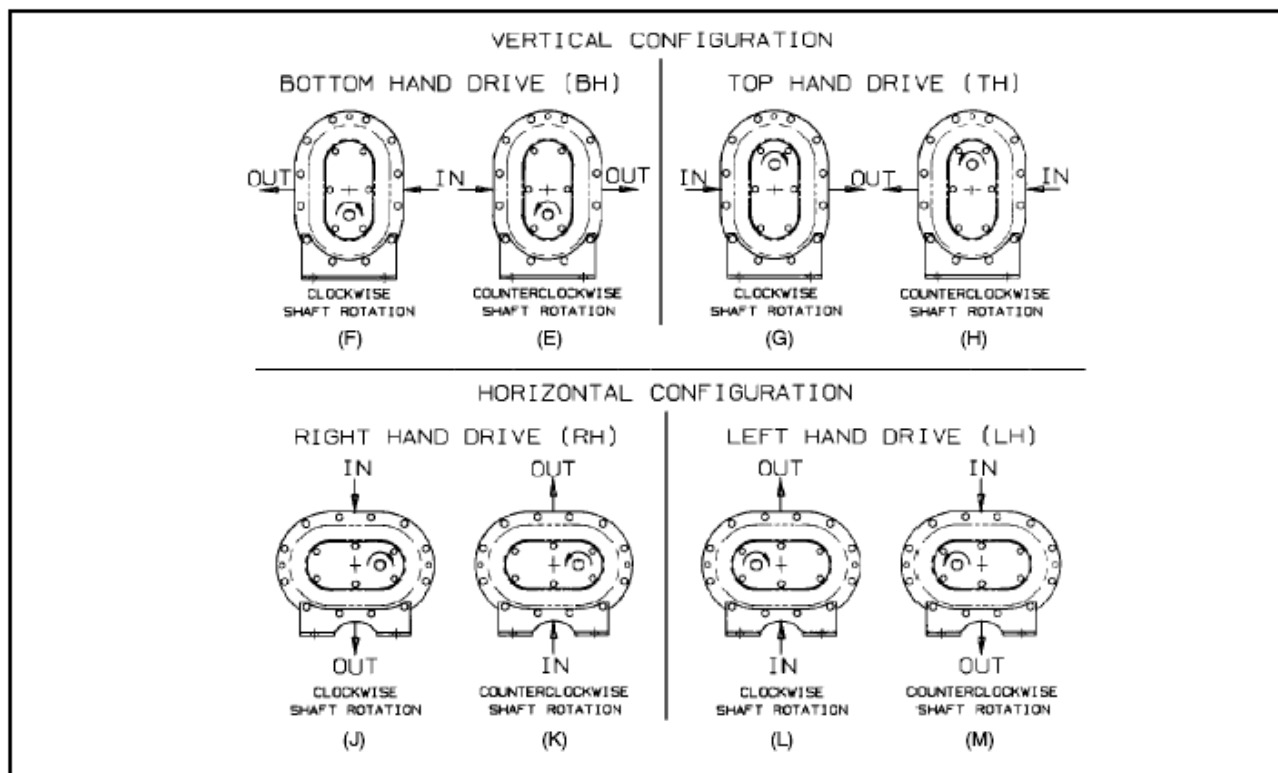 VERTICAL CONFIGURATION
BOTTOM HAND DRIVE (BH)
OUT
IN
OUT
CLOCKWISE
SHAFT ROTATION
(F)
COUNTERCLOCKWISE
SHAFT ROTATION
(E)
TOP HAND DRIVE (TH)
IN
OUT
IN
CLOCKWISE
SHAFT ROTATION
(G)
COUNTERCLOCKWISE
SHAFT ROTATION
(H)
HORIZONTAL CONFIGURATION
RIGHT HAND DRIVE (RH)
IN
OUT
CLOCKWISE
SHAFT ROTATION
(J)
OUT
IN
COUNTERCLOCKWISE
SHAFT ROTATION
(K)
LEFT HAND DRIVE (LH)
OUT
IN
CLOCKWISE
SHAFT ROTATION
(L)
IN
OUT
COUNTERCLOCKWISE
SHAFT ROTATION
(M)